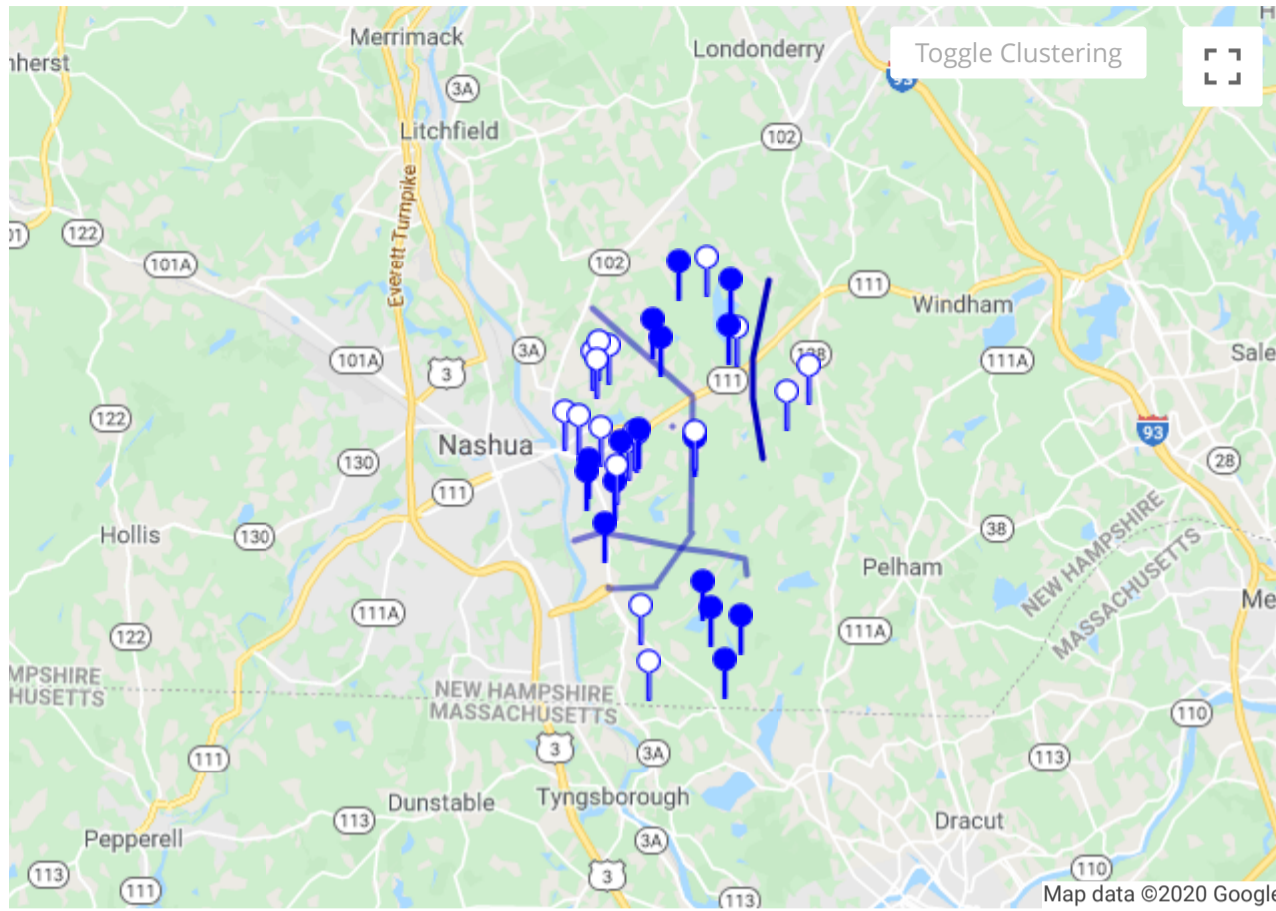 Merrimack
Londonderry
Toggle Clustering
mherst
93
3A
Litchfield
102
Everett Turnpike
122
101A
102
111
Windham
3A
101A
3
128
111A
Sale
111
122
Nashua
93
130
28
111
Hollis
130
38
NEW HAMPSHIRE
MASSACHUSETTS
Pelham
Me
111A
122
111A
MPSHIRE
HUSETTS
NEW HAMPSHIRE
MASSACHUSETTS
110
3
3A
113
111
Dunstable
Tyngsborough
113
Dracut
Pepperell
3A
110
113
3
111
113
Map data ©2020 Google